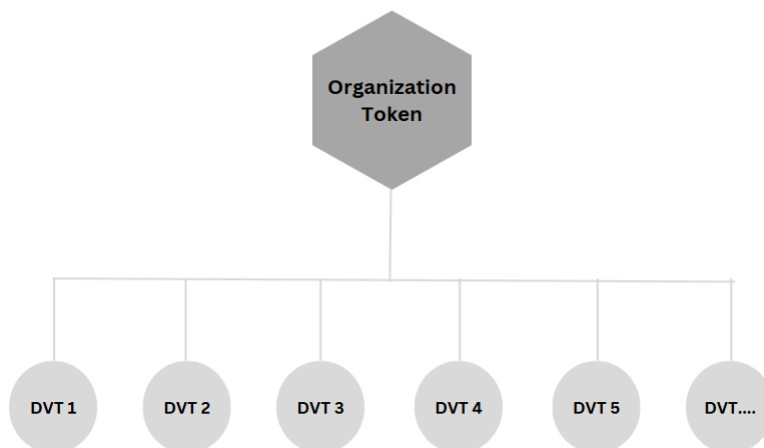 Organization
Token
DVT 1
DVT 2
DVT 3
DVT 4
DVT 5
DVT....